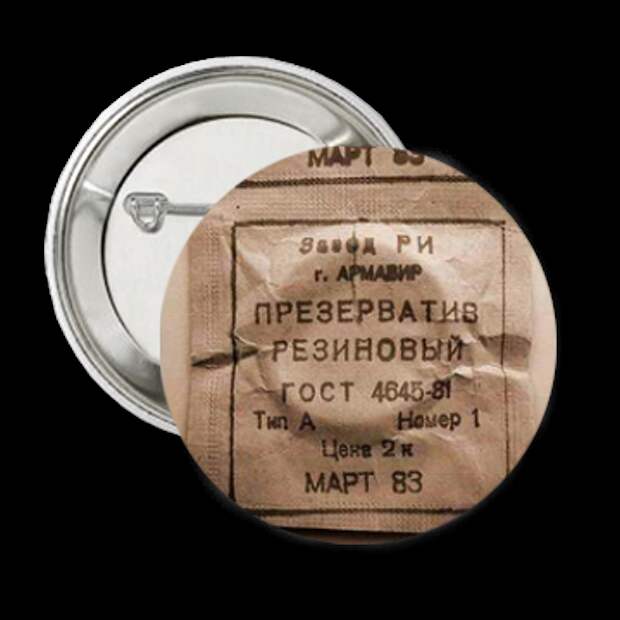 МАРТ 83
Завод РИ
г. АРМАВИР
ПРЕЗЕРВАТИВ
РЕЗИНОВЫЙ
ГОСТ 4645-81
Тип А Номер 1
Цена 2 к
МАРТ 83